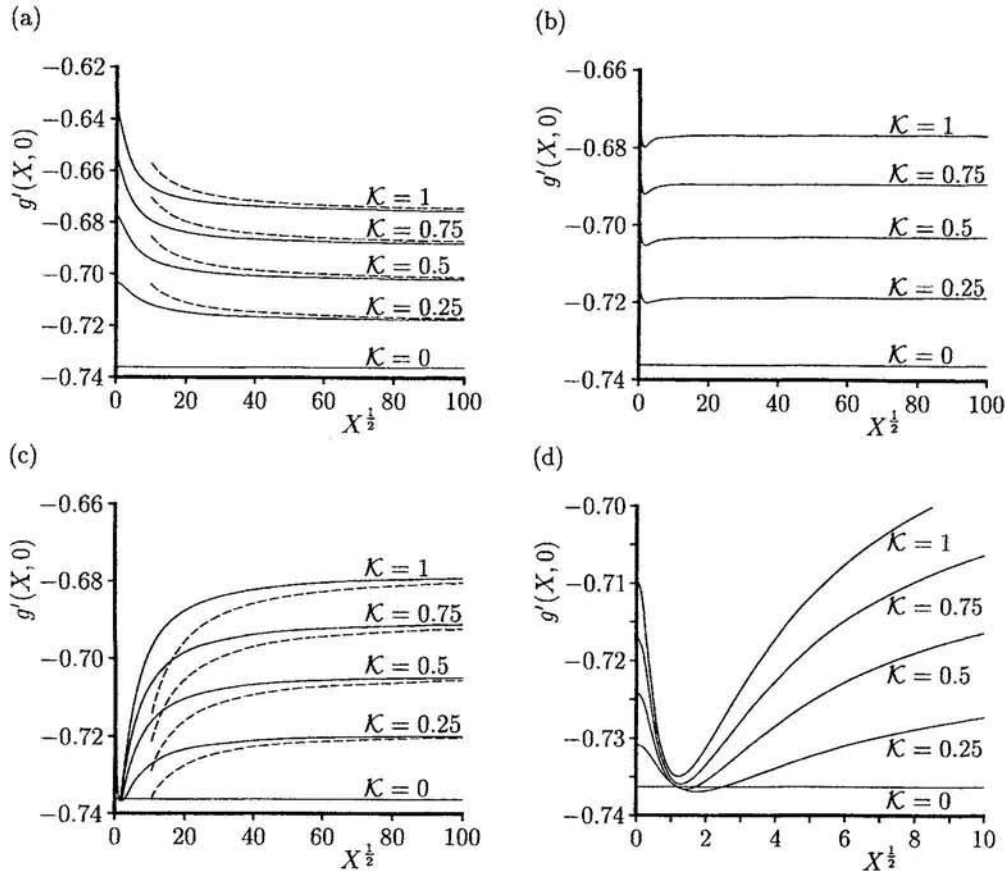 (a)
−0.62
−0.64
−0.66
−0.68
−0.70
−0.72
−0.74
g′(X, 0)
𝒦 = 1
𝒦 = 0.75
𝒦 = 0.5
𝒦 = 0.25
𝒦 = 0
0 20 40 60 80 100
X^{1/2}
(b)
−0.66
−0.68
−0.70
−0.72
−0.74
g′(X, 0)
𝒦 = 1
𝒦 = 0.75
𝒦 = 0.5
𝒦 = 0.25
𝒦 = 0
0 20 40 60 80 100
X^{1/2}
(c)
−0.66
−0.68
−0.70
−0.72
−0.74
g′(X, 0)
𝒦 = 1
𝒦 = 0.75
𝒦 = 0.5
𝒦 = 0.25
𝒦 = 0
0 20 40 60 80 100
X^{1/2}
(d)
−0.70
−0.71
−0.72
−0.73
−0.74
g′(X, 0)
𝒦 = 1
𝒦 = 0.75
𝒦 = 0.5
𝒦 = 0.25
𝒦 = 0
0 2 4 6 8 10
X^{1/2}